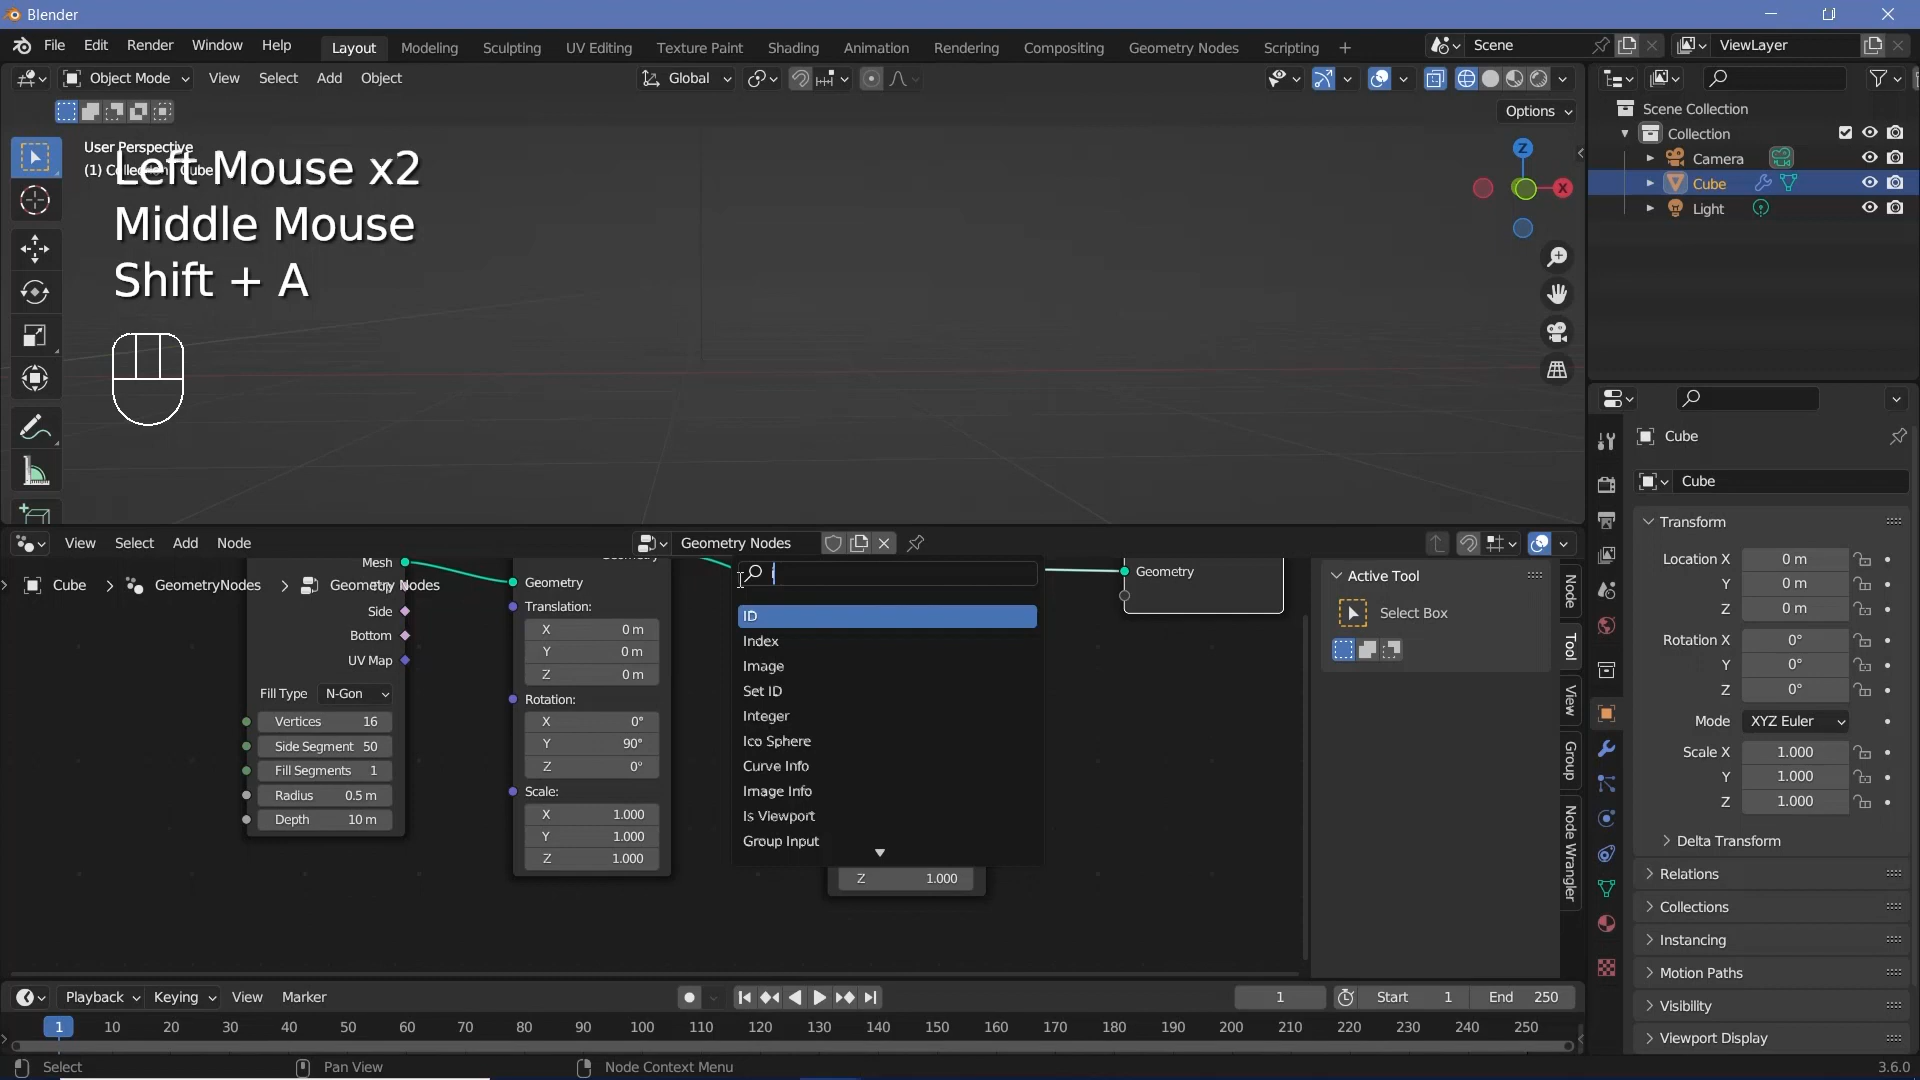 Blender
File Edit Render Window Help Layout Modeling Sculpting UV Editing Texture Paint Shading Animation Rendering Compositing Geometry Nodes Scripting + Scene ViewLayer
Object Mode View Select Add Object Global
Options
User Perspective
(1) Collection | Cube
Left Mouse x2
Middle Mouse
Shift + A
Z
X
Scene Collection
Collection
Camera
Cube
Light
View Select Add Node Geometry Nodes
Cube > GeometryNodes > Geometry Nodes
Mesh
Side
Bottom
UV Map
Fill Type N-Gon
Vertices 16
Side Segment 50
Fill Segments 1
Radius 0.5 m
Depth 10 m
Geometry
Translation:
X 0 m
Y 0 m
Z 0 m
Rotation:
X 0°
Y 90°
Z 0°
Scale:
X 1.000
Y 1.000
Z 1.000
i
ID
Index
Image
Set ID
Integer
Ico Sphere
Curve Info
Image Info
Is Viewport
Group Input
Z 1.000
Geometry
Active Tool
Select Box
Node
Tool
View
Group
Node Wrangler
Cube
Cube
Transform
Location X 0 m
Y 0 m
Z 0 m
Rotation X 0°
Y 0°
Z 0°
Mode XYZ Euler
Scale X 1.000
Y 1.000
Z 1.000
Delta Transform
Relations
Collections
Instancing
Motion Paths
Visibility
Viewport Display
Playback Keying View Marker 1 Start 1 End 250
1 10 20 30 40 50 60 70 80 90 100 110 120 130 140 150 160 170 180 190 200 210 220 230 240 250
Select Pan View Node Context Menu 3.6.0